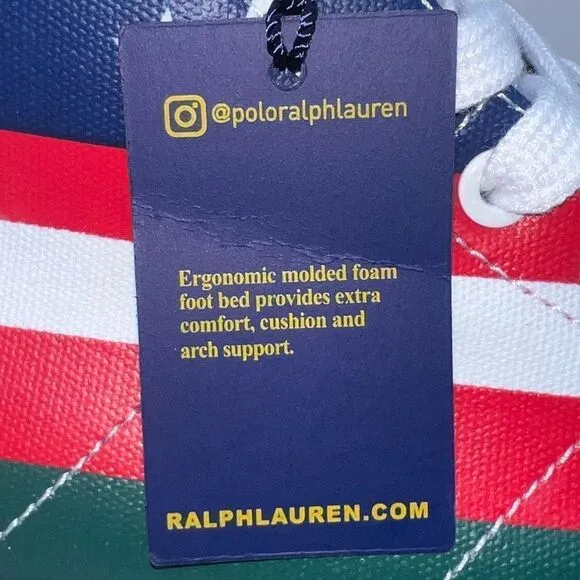 @poloralphlauren
Ergonomic molded foam
foot bed provides extra
comfort, cushion and
arch support.
RALPHLAUREN.COM